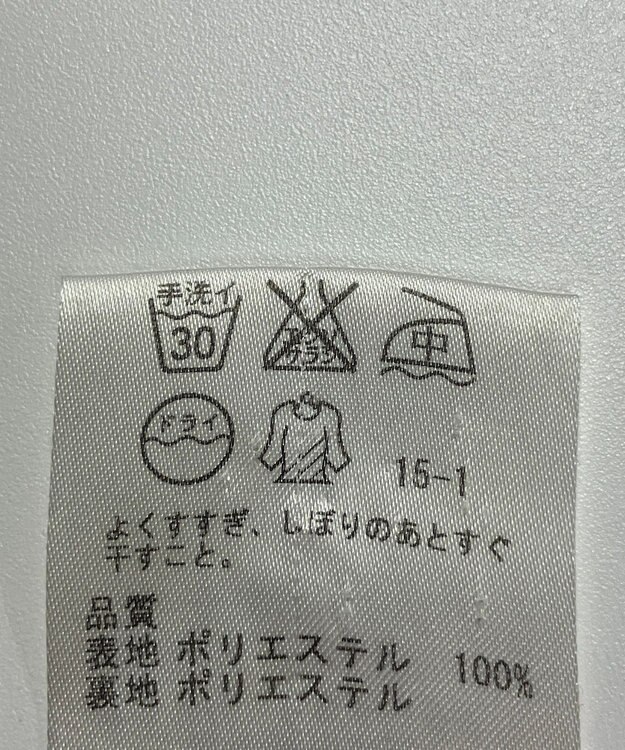 手洗イ
30
エンソ
サラシ
中
ドライ
15-1
よくすすぎ、しぼりのあとすぐ
干すこと。
品質
表地 ポリエステル 100%
裏地 ポリエステル